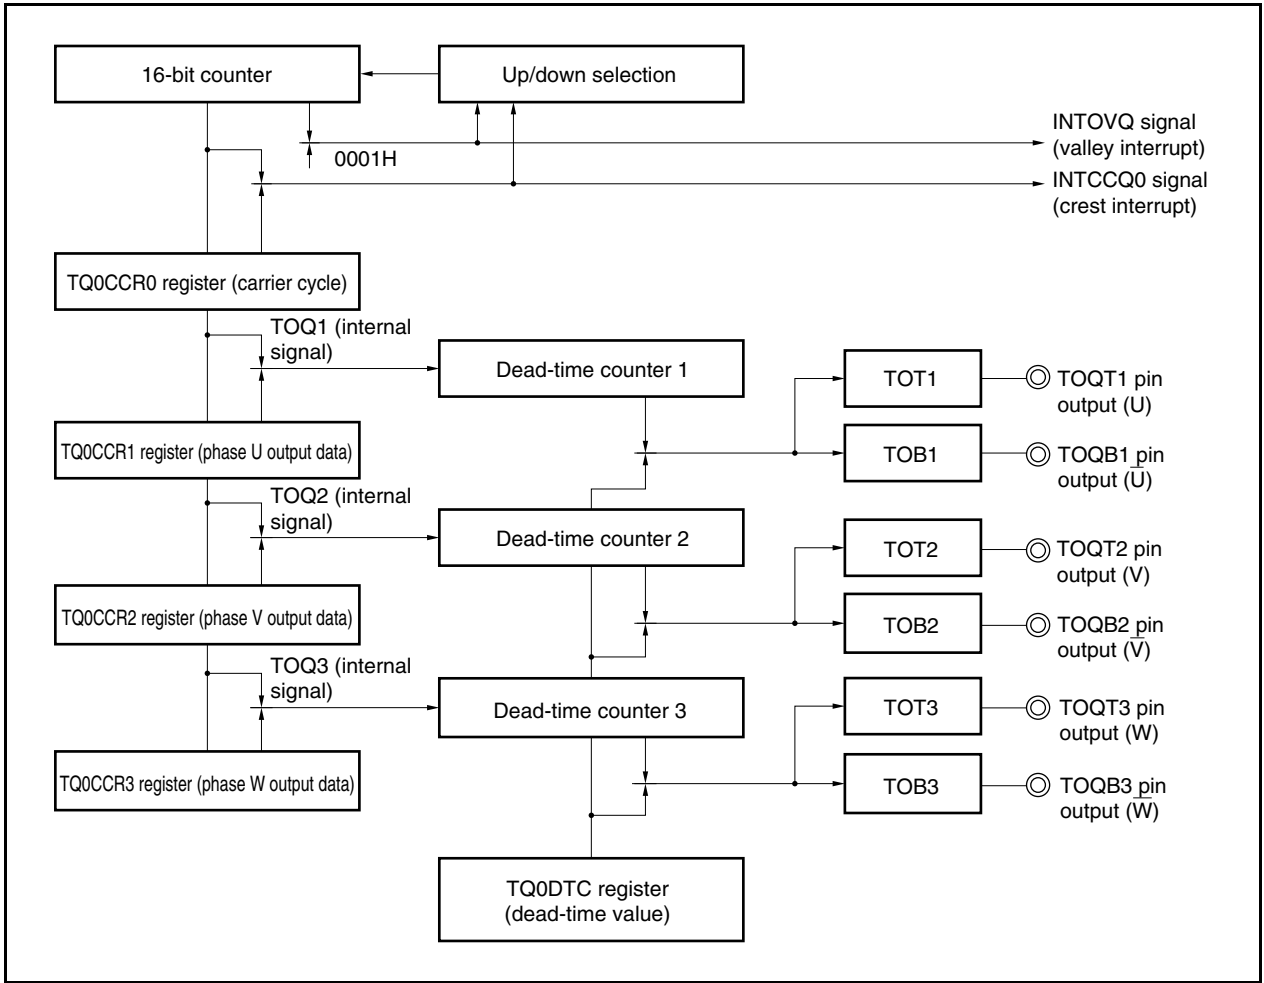 16-bit counter
Up/down selection
INTOVQ signal
(valley interrupt)
0001H
INTCCQ0 signal
(crest interrupt)
TQ0CCR0 register (carrier cycle)
TOQ1 (internal
signal)
Dead-time counter 1
TOT1
TOQT1 pin
output (U)
TQ0CCR1 register (phase U output data)
TOB1
TOQB1 pin
output (U̅)
TOQ2 (internal
signal)
Dead-time counter 2
TOT2
TOQT2 pin
output (V)
TQ0CCR2 register (phase V output data)
TOB2
TOQB2 pin
output (V̅)
TOQ3 (internal
signal)
Dead-time counter 3
TOT3
TOQT3 pin
output (W)
TQ0CCR3 register (phase W output data)
TOB3
TOQB3 pin
output (W̅)
TQ0DTC register
(dead-time value)